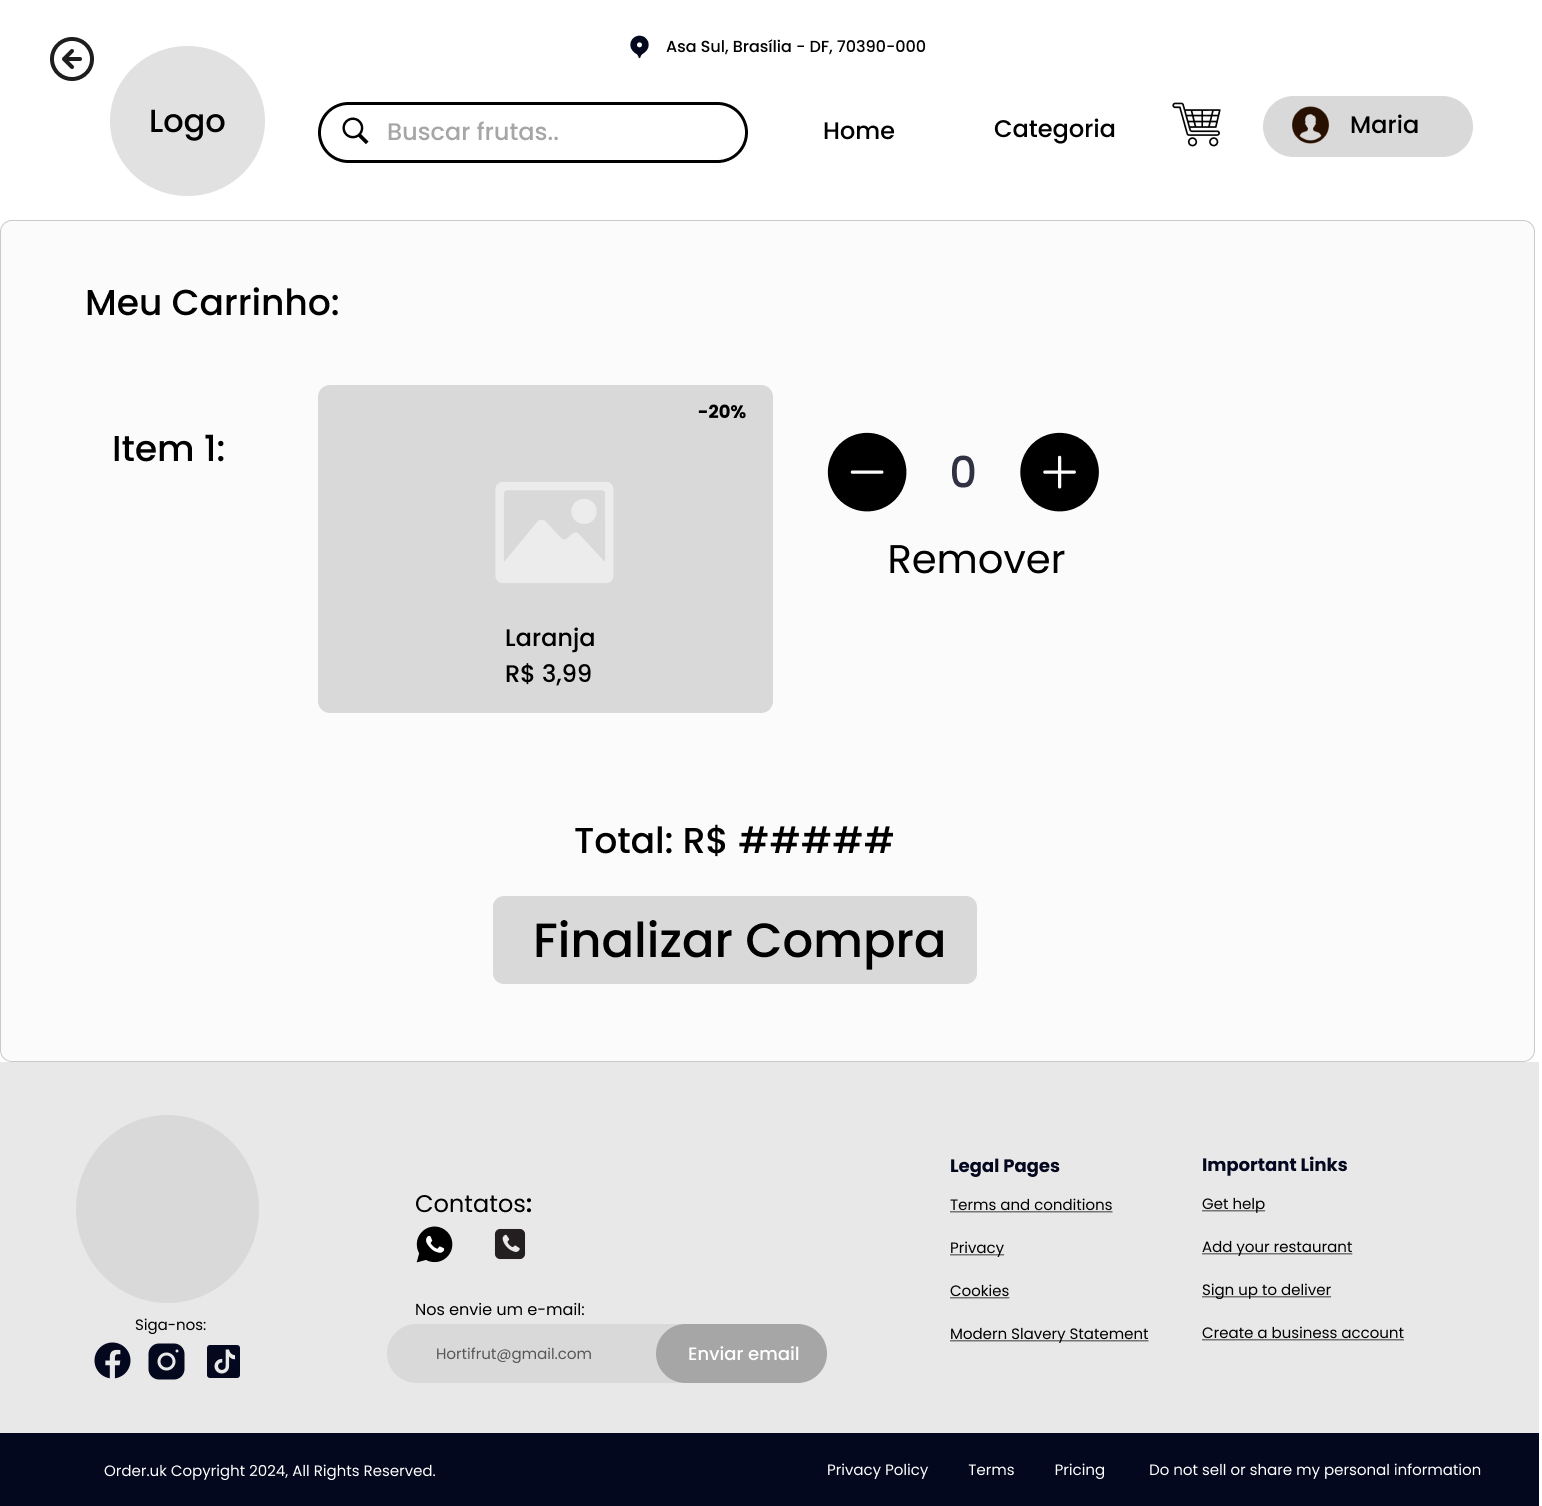 Asa Sul, Brasília - DF, 70390-000
Logo
Buscar frutas..
Home
Categoria
Maria
Meu Carrinho:
Item 1:
-20%
Laranja
R$ 3,99
0
Remover
Total: R$ #####
Finalizar Compra
Siga-nos:
Contatos:
Nos envie um e-mail:
Hortifrut@gmail.com
Enviar email
Legal Pages
Terms and conditions
Privacy
Cookies
Modern Slavery Statement
Important Links
Get help
Add your restaurant
Sign up to deliver
Create a business account
Order.uk Copyright 2024, All Rights Reserved.
Privacy Policy
Terms
Pricing
Do not sell or share my personal information